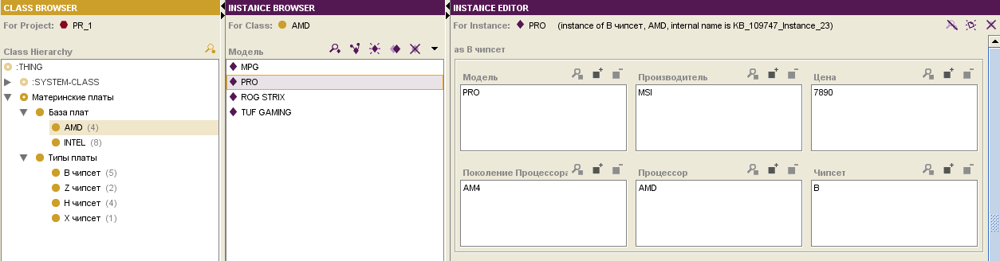 CLASS BROWSER
For Project: PR_1
Class Hierarchy
:THING
:SYSTEM-CLASS
Материнские платы
База плат
AMD (4)
INTEL (8)
Типы платы
B чипсет (5)
Z чипсет (2)
H чипсет (4)
X чипсет (1)
INSTANCE BROWSER
For Class: AMD
Модель
MPG
PRO
ROG STRIX
TUF GAMING
INSTANCE EDITOR
For Instance: PRO (instance of B чипсет, AMD, internal name is KB_109747_Instance_23)
as B чипсет
Модель Производитель Цена
PRO MSI 7890
Поколение Процессора Процессор Чипсет
AM4 AMD B